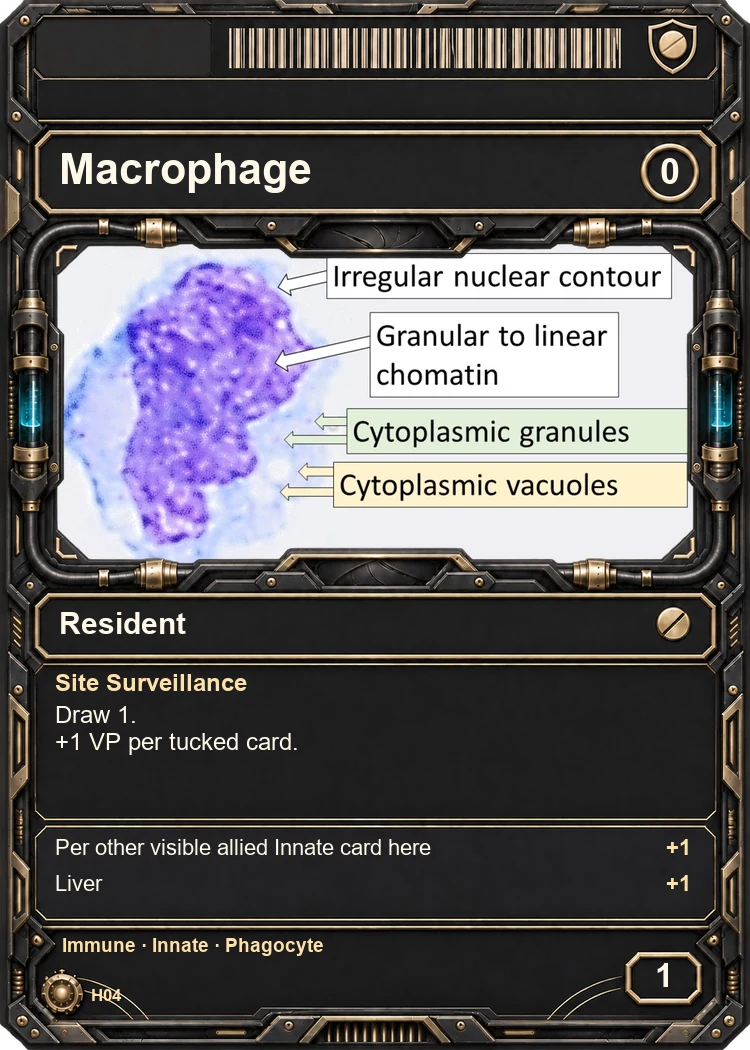 Macrophage
0
Irregular nuclear contour
Granular to linear
chomatin
Cytoplasmic granules
Cytoplasmic vacuoles
Resident
Site Surveillance
Draw 1.
+1 VP per tucked card.
Per other visible allied Innate card here +1
Liver +1
Immune · Innate · Phagocyte
H04
1